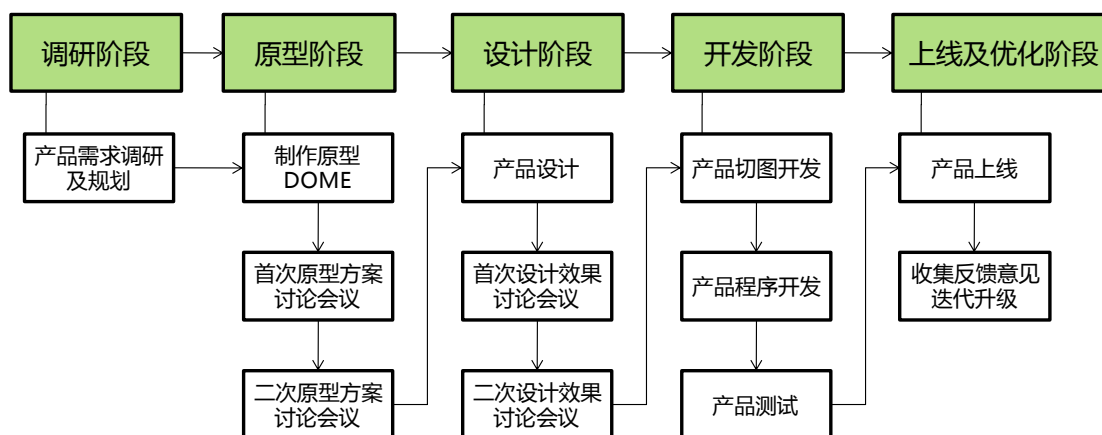 调研阶段
原型阶段
设计阶段
开发阶段
上线及优化阶段
产品需求调研
及规划
制作原型
DOME
产品设计
产品切图开发
产品上线
首次原型方案
讨论会议
首次设计效果
讨论会议
产品程序开发
收集反馈意见
迭代升级
二次原型方案
讨论会议
二次设计效果
讨论会议
产品测试